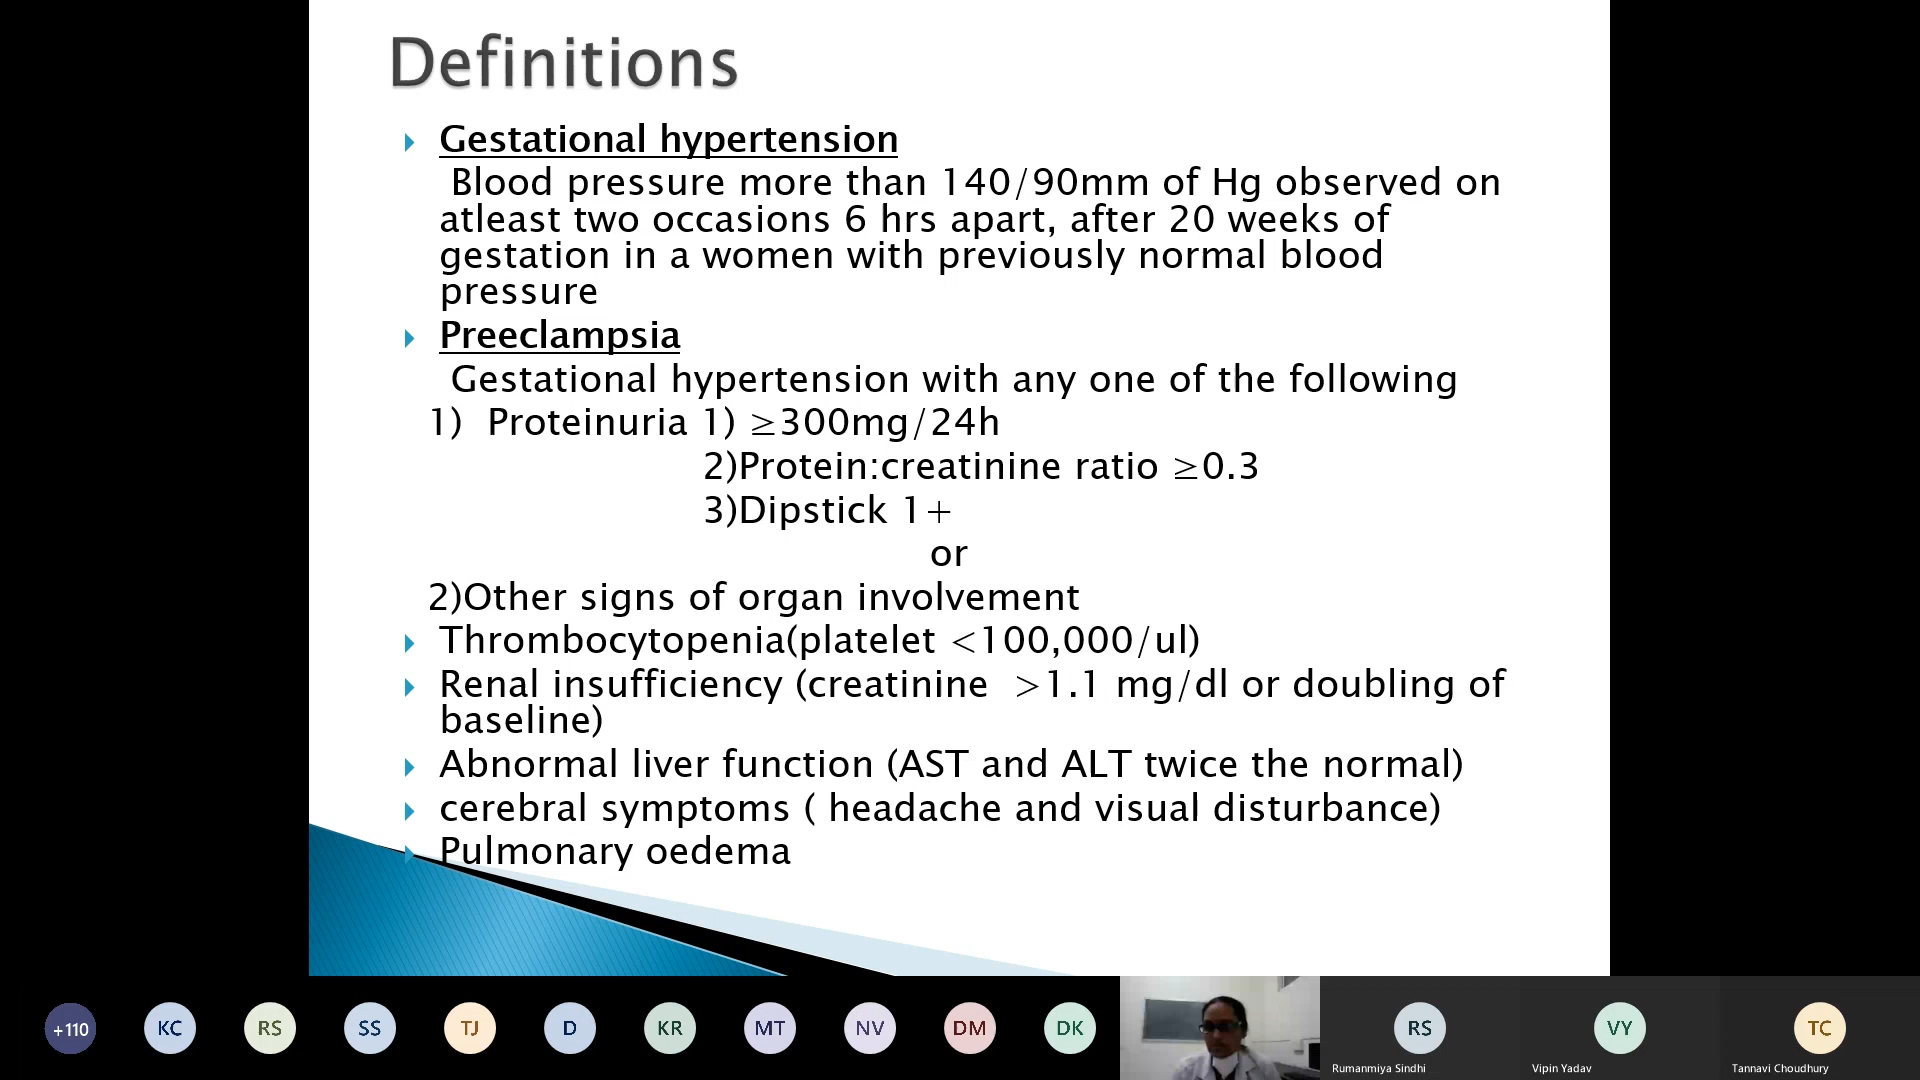 Definitions
Gestational hypertension
Blood pressure more than 140/90mm of Hg observed on
atleast two occasions 6 hrs apart, after 20 weeks of
gestation in a women with previously normal blood
pressure
Preeclampsia
Gestational hypertension with any one of the following
1) Proteinuria 1) ≥300mg/24h
2)Protein:creatinine ratio ≥0.3
3)Dipstick 1+
or
2)Other signs of organ involvement
Thrombocytopenia(platelet <100,000/ul)
Renal insufficiency (creatinine >1.1 mg/dl or doubling of
baseline)
Abnormal liver function (AST and ALT twice the normal)
cerebral symptoms ( headache and visual disturbance)
Pulmonary oedema
+110 KC RS SS TJ D KR MT NV DM DK RS VY TC
Rumanmiya Sindhi Vipin Yadav Tannavi Choudhury